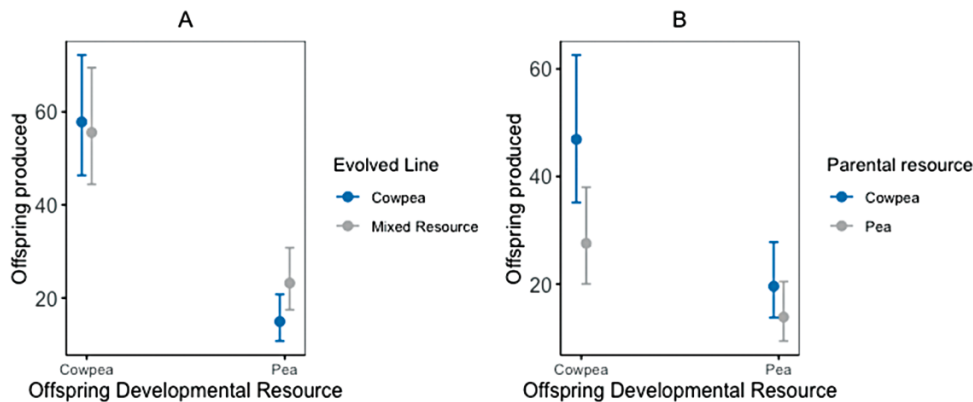 A
Offspring produced
60
40
20
Cowpea
Pea
Offspring Developmental Resource
Evolved Line
Cowpea
Mixed Resource
B
Offspring produced
60
40
20
Cowpea
Pea
Offspring Developmental Resource
Parental resource
Cowpea
Pea